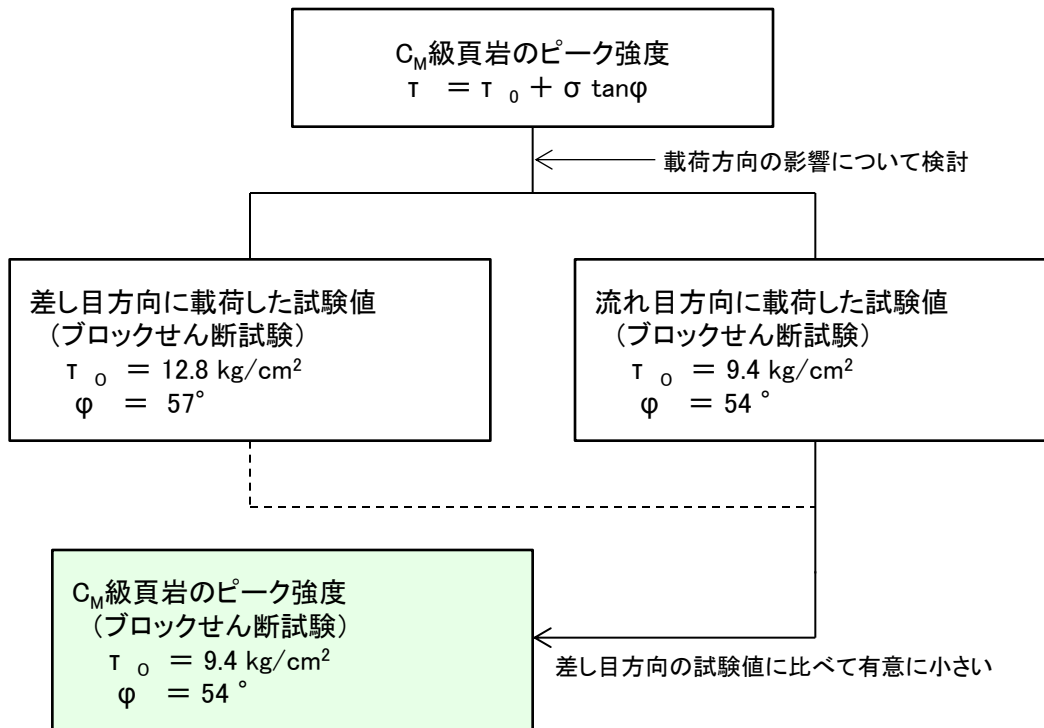 CM級頁岩のピーク強度
τ = τ 0 + σ tanφ
載荷方向の影響について検討
差し目方向に載荷した試験値
(ブロックせん断試験)
τ 0 = 12.8 kg/cm2
φ = 57°
流れ目方向に載荷した試験値
(ブロックせん断試験)
τ 0 = 9.4 kg/cm2
φ = 54 °
CM級頁岩のピーク強度
(ブロックせん断試験)
τ 0 = 9.4 kg/cm2
φ = 54 °
差し目方向の試験値に比べて有意に小さい